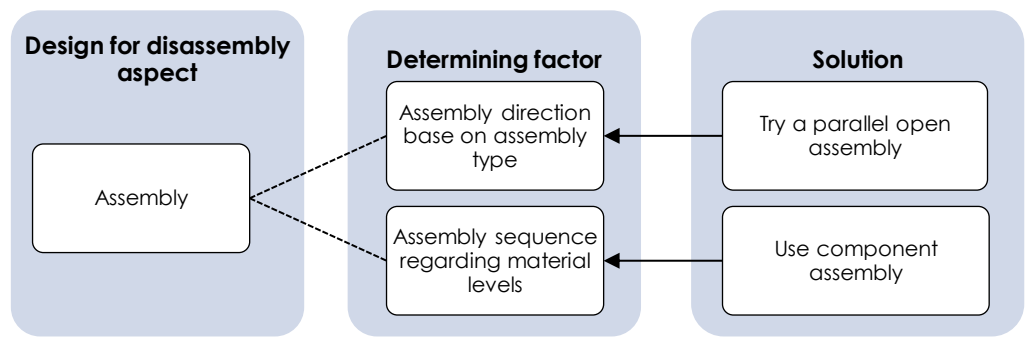 Design for disassembly
aspect
Assembly
Determining factor
Assembly direction
base on assembly
type
Assembly sequence
regarding material
levels
Solution
Try a parallel open
assembly
Use component
assembly